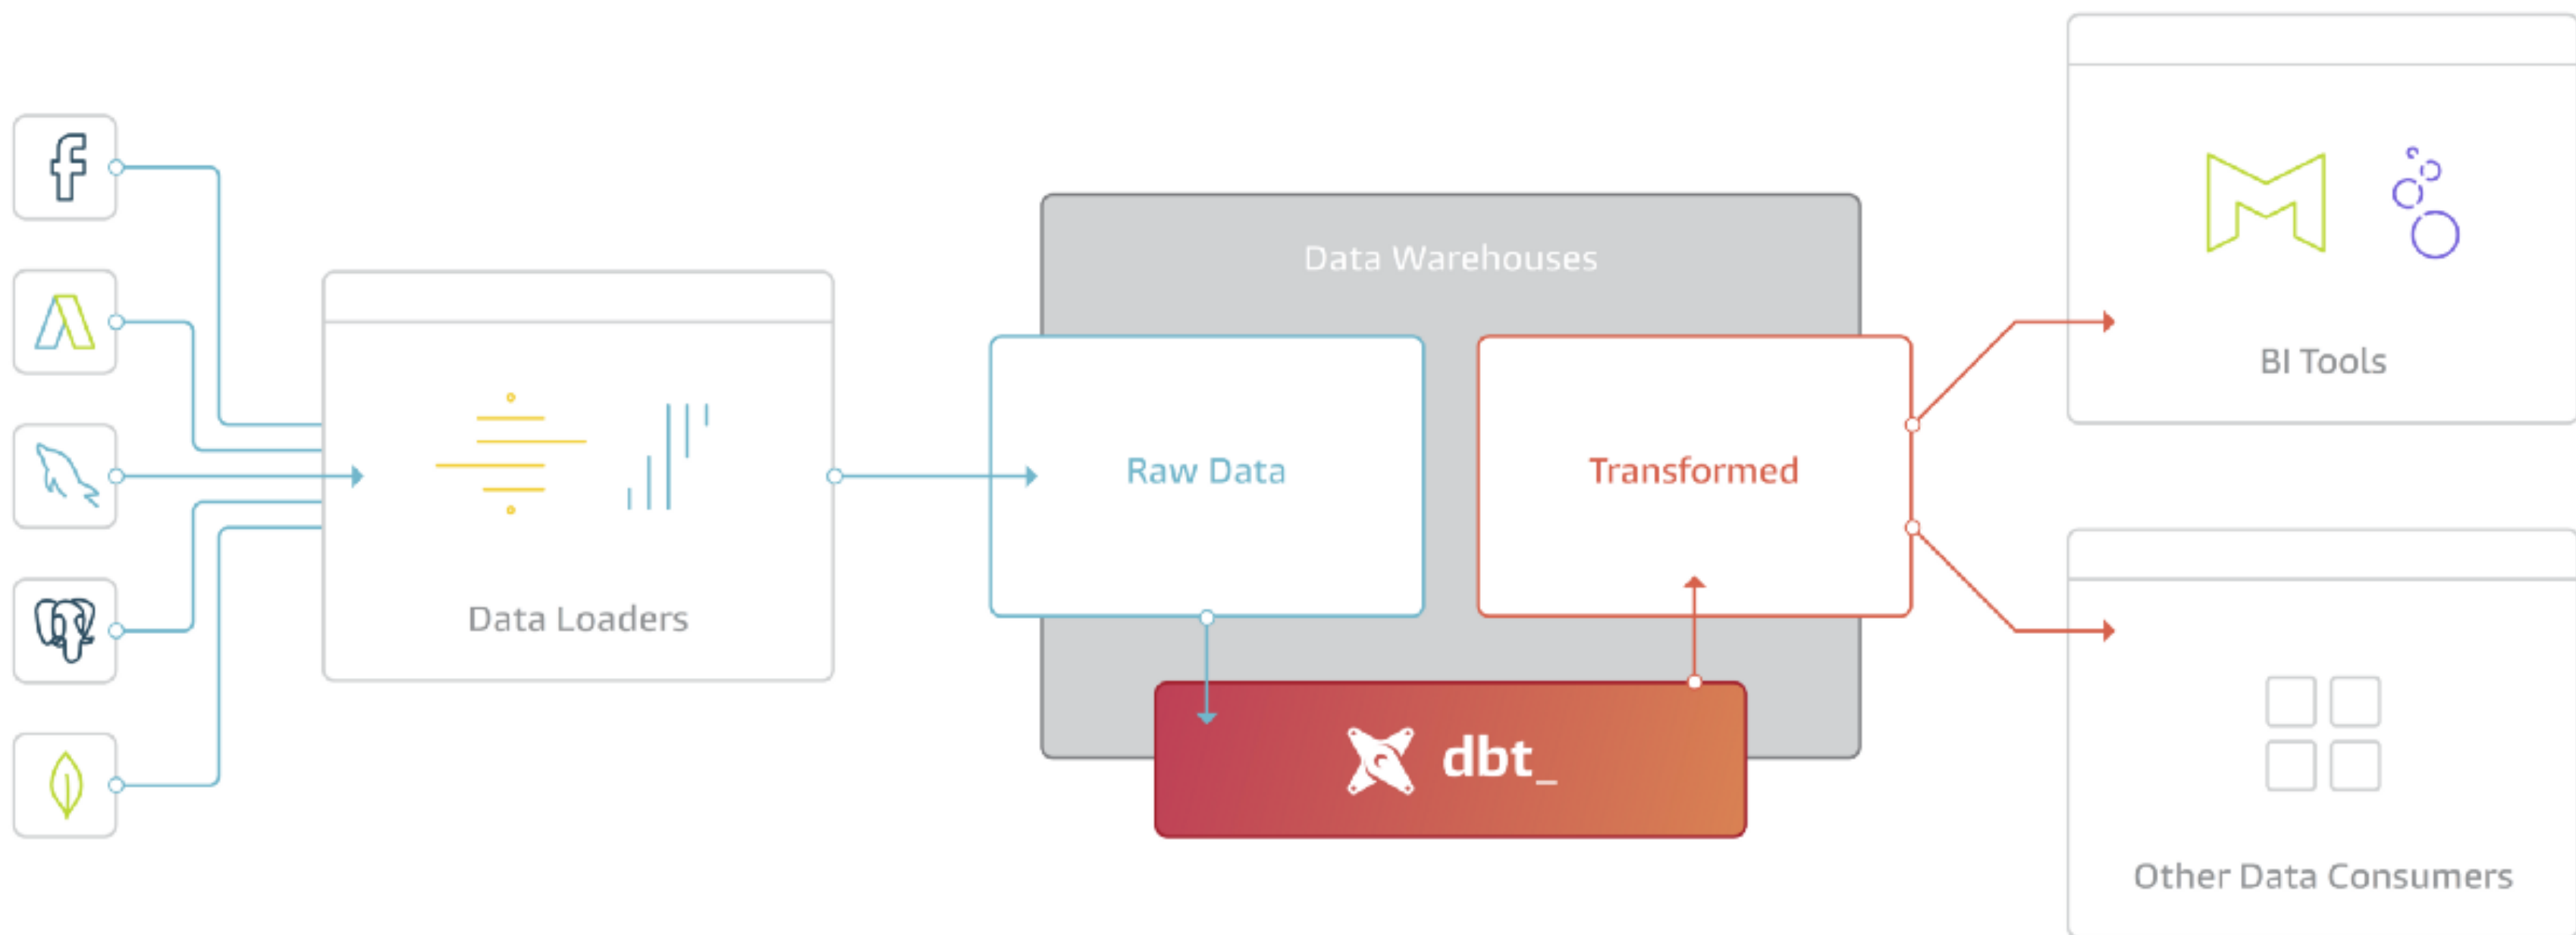 Data Loaders
Data Warehouses
Raw Data
Transformed
dbt_
BI Tools
Other Data Consumers